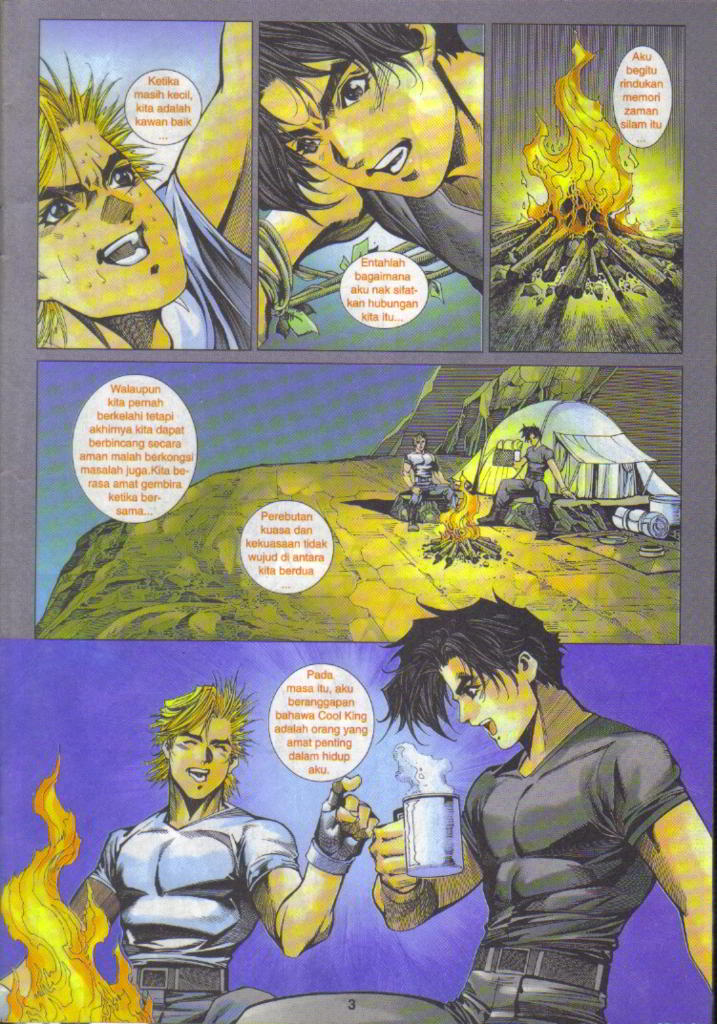 Ketika
masih kecil,
kita adalah
kawan baik
...
Entahlah
bagaimana
aku nak sifat-
kan hubungan
kita itu...
Aku
begitu
rindukan
memori
zaman
silam itu
...
Walaupun
kita pernah
berkelahi tetapi
akhirnya kita dapat
berbincang secara
aman malah berkongsi
masalah juga.Kita be-
rasa amat gembira
ketika ber-
sama...
Perebutan
kuasa dan
kekuasaan tidak
wujud di antara
kita berdua
...
Pada
masa itu, aku
beranggapan
bahawa Cool King
adalah orang yang
amat penting
dalam hidup
aku.
3